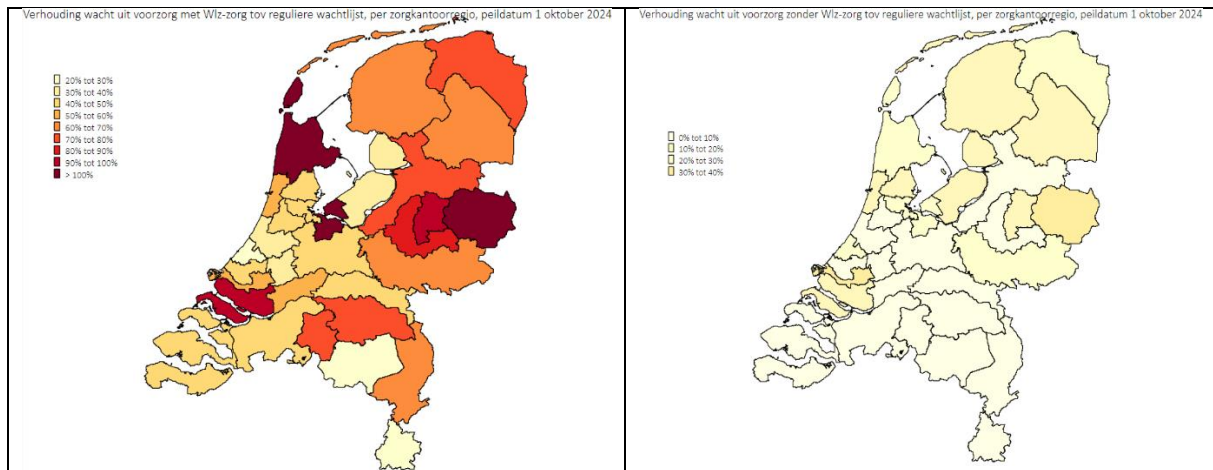 Verhouding wacht uit voorzorg met Wlz-zorg tov reguliere wachtlijst, per zorgkantoorregio, peildatum 1 oktober 2024
20% tot 30%
30% tot 40%
40% tot 50%
50% tot 60%
60% tot 70%
70% tot 80%
80% tot 90%
90% tot 100%
> 100%
Verhouding wacht uit voorzorg zonder Wlz-zorg tov reguliere wachtlijst, per zorgkantoorregio, peildatum 1 oktober 2024
0% tot 10%
10% tot 20%
20% tot 30%
30% tot 40%